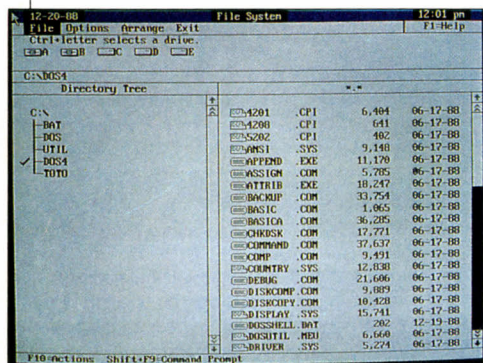 12-20-88 File System 12:01 pm
File Options Arrange Exit F1=Help
Ctrl+letter selects a drive.
A B C D E
C:\DOS4
Directory Tree *.*
C:\
BAT
DOS
UTIL
DOS4
TOTO
4201 .CPI 6,404 06-17-88
4208 .CPI 641 06-17-88
5202 .CPI 402 06-17-88
ANSI .SYS 9,148 06-17-88
APPEND .EXE 11,170 06-17-88
ASSIGN .COM 5,785 06-17-88
ATTRIB .EXE 18,247 06-17-88
BACKUP .COM 33,754 06-17-88
BASIC .COM 1,065 06-17-88
BASICA .COM 36,285 06-17-88
CHKDSK .COM 17,771 06-17-88
COMMAND .COM 37,637 06-17-88
COMP .COM 9,491 06-17-88
COUNTRY .SYS 12,838 06-17-88
DEBUG .COM 21,606 06-17-88
DISKCOMP .COM 9,889 06-17-88
DISKCOPY .COM 10,428 06-17-88
DISPLAY .SYS 15,741 06-17-88
DOSSHELL .BAT 202 12-19-88
DOSUTIL .MEU 6,660 06-17-88
DRIVER .SYS 5,274 06-17-88
F10=Actions Shift+F9=Command Prompt